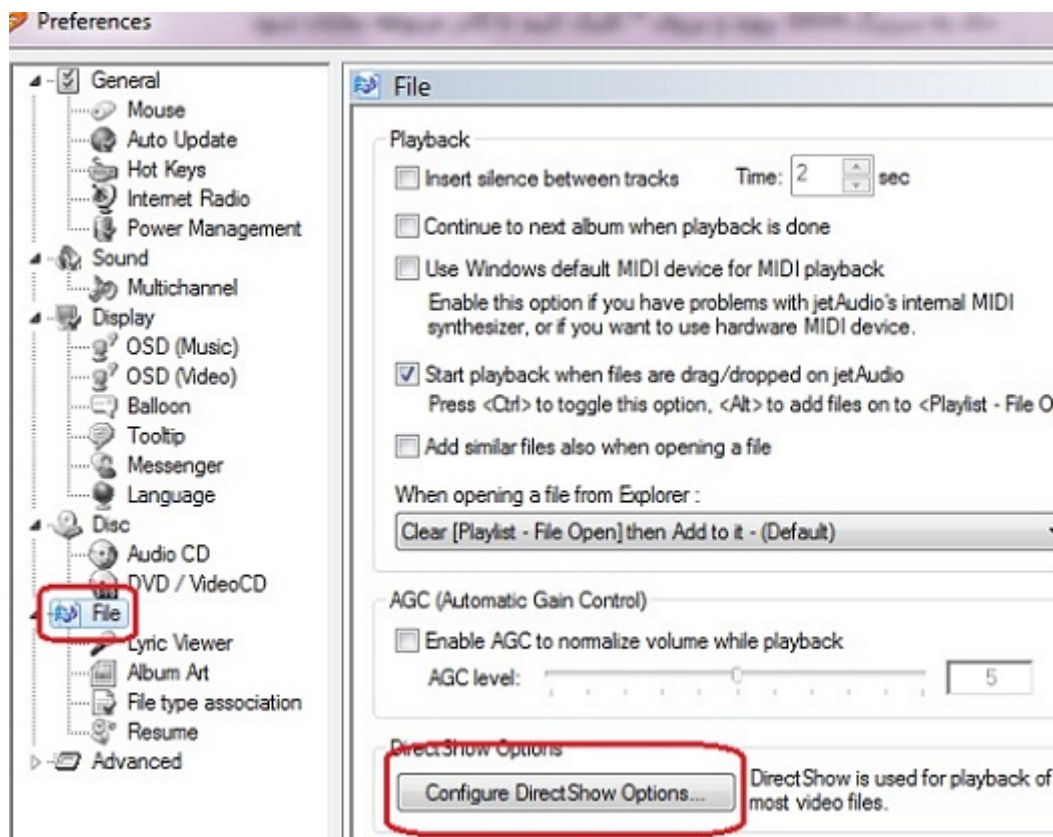 Preferences
General
Mouse
Auto Update
Hot Keys
Internet Radio
Power Management
Sound
Multichannel
Display
OSD (Music)
OSD (Video)
Balloon
Tooltip
Messenger
Language
Disc
Audio CD
DVD / VideoCD
File
Lyric Viewer
Album Art
File type association
Resume
Advanced
File
Playback
Insert silence between tracks Time: 2 sec
Continue to next album when playback is done
Use Windows default MIDI device for MIDI playback
Enable this option if you have problems with jetAudio's internal MIDI
synthesizer, or if you want to use hardware MIDI device.
Start playback when files are drag/dropped on jetAudio
Press <Ctrl> to toggle this option, <Alt> to add files on to <Playlist - File O
Add similar files also when opening a file
When opening a file from Explorer :
Clear [Playlist - File Open] then Add to it - (Default)
AGC (Automatic Gain Control)
Enable AGC to normalize volume while playback
AGC level: 5
DirectShow Options
Configure DirectShow Options...
DirectShow is used for playback of
most video files.